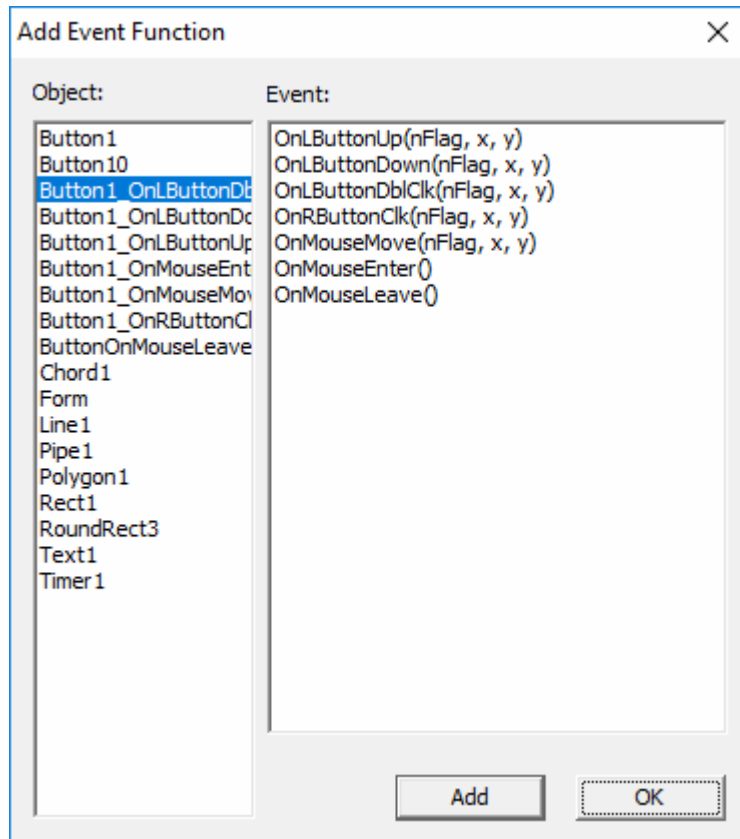 Add Event Function
Object:
Button1
Button10
Button1_OnLButtonDb
Button1_OnLButtonDo
Button1_OnLButtonUp
Button1_OnMouseEnt
Button1_OnMouseMov
Button1_OnRButtonCl
ButtonOnMouseLeave
Chord1
Form
Line1
Pipe1
Polygon1
Rect1
RoundRect3
Text1
Timer1
Event:
OnLButtonUp(nFlag, x, y)
OnLButtonDown(nFlag, x, y)
OnLButtonDblClk(nFlag, x, y)
OnRButtonClk(nFlag, x, y)
OnMouseMove(nFlag, x, y)
OnMouseEnter()
OnMouseLeave()
Add
OK